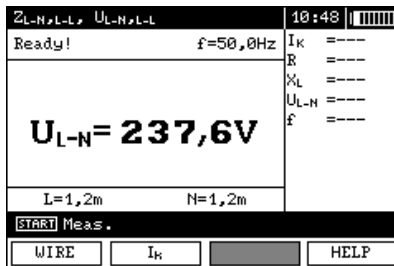 ZL-N,L-L, UL-N,L-L 10:48
Ready! f=50,0Hz
IK =---
R =---
XL =---
UL-N =---
f =---
UL-N= 237,6V
L=1,2m N=1,2m
START Meas.
WIRE IK HELP